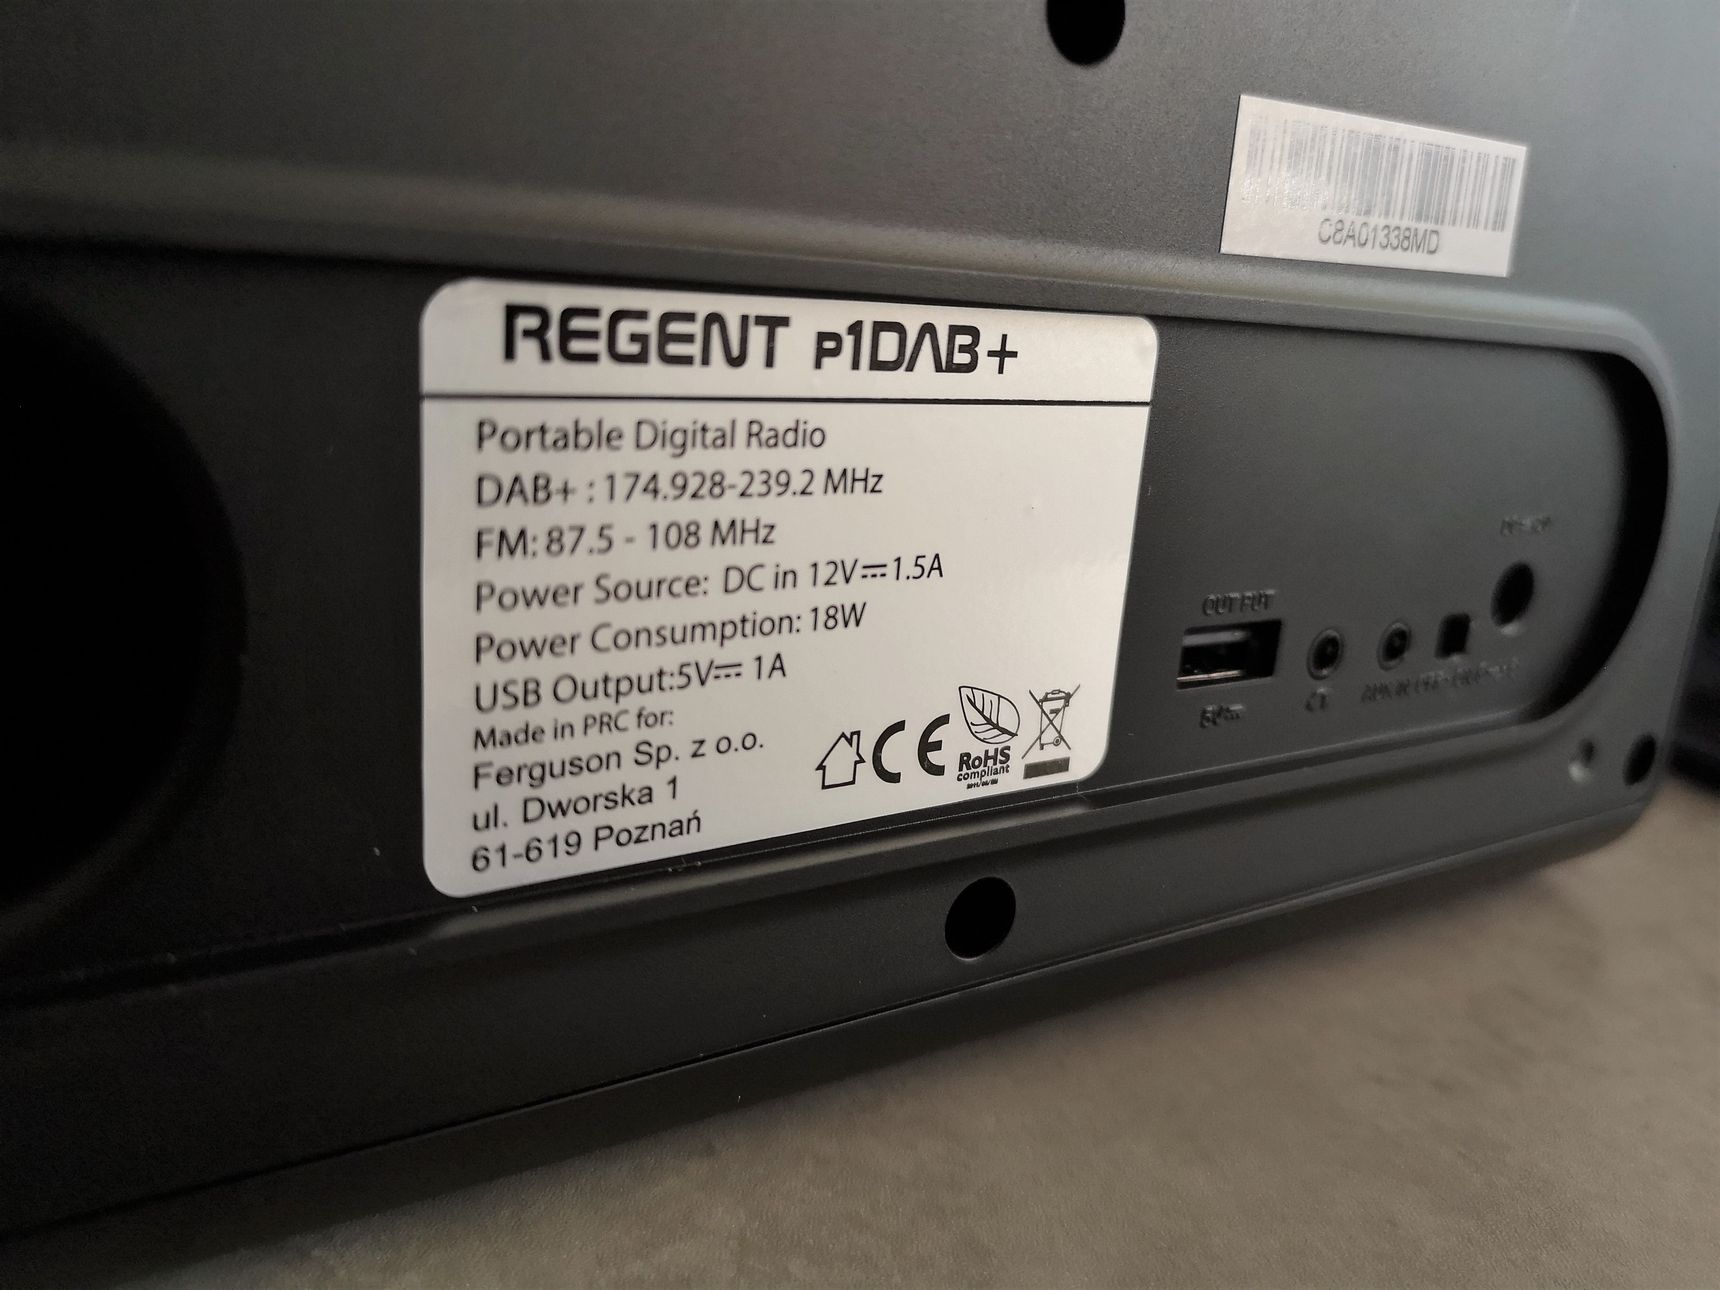 C8A01338MD
REGENT p1DAB+
Portable Digital Radio
DAB+ : 174.928-239.2 MHz
FM: 87.5 - 108 MHz
Power Source: DC in 12V⎓1.5A
Power Consumption: 18W
USB Output:5V⎓ 1A
Made in PRC for:
Ferguson Sp. z o.o.
ul. Dworska 1
61-619 Poznań
CE
RoHS
compliant
OUTPUT
5V⎓